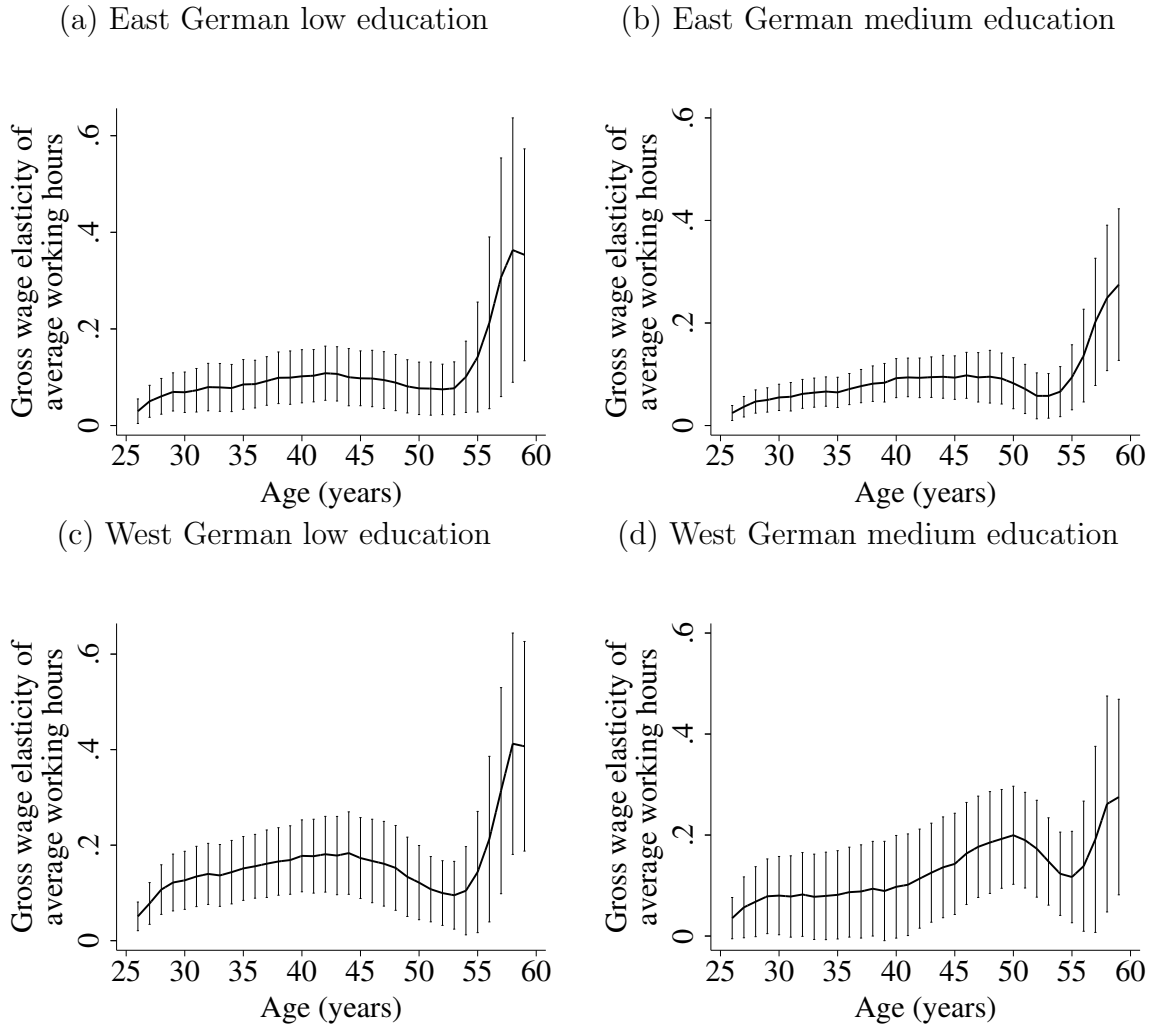 (a) East German low education
(b) East German medium education
Gross wage elasticity of
average working hours
0
.2
.4
.6
25 30 35 40 45 50 55 60
Age (years)
Gross wage elasticity of
average working hours
0
.2
.4
.6
25 30 35 40 45 50 55 60
Age (years)
(c) West German low education
(d) West German medium education
Gross wage elasticity of
average working hours
0
.2
.4
.6
25 30 35 40 45 50 55 60
Age (years)
Gross wage elasticity of
average working hours
0
.2
.4
.6
25 30 35 40 45 50 55 60
Age (years)